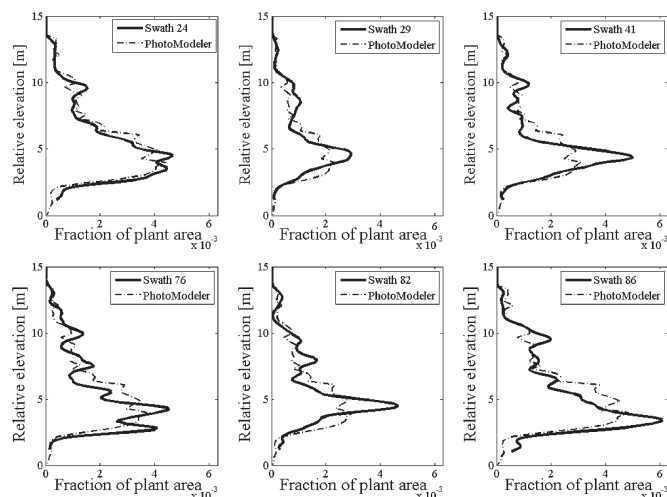 15
10
5
0
Relative elevation [m]
Swath 24
PhotoModeler
0
2
4
6
Fraction of plant area
x 10⁻³
15
10
5
0
Relative elevation [m]
Swath 29
PhotoModeler
0
2
4
6
Fraction of plant area
x 10⁻³
15
10
5
0
Relative elevation [m]
Swath 41
PhotoModeler
0
2
4
6
Fraction of plant area
x 10⁻³
15
10
5
0
Relative elevation [m]
Swath 76
PhotoModeler
0
2
4
6
Fraction of plant area
x 10⁻³
15
10
5
0
Relative elevation [m]
Swath 82
PhotoModeler
0
2
4
6
Fraction of plant area
x 10⁻³
15
10
5
0
Relative elevation [m]
Swath 86
PhotoModeler
0
2
4
6
Fraction of plant area
x 10⁻³